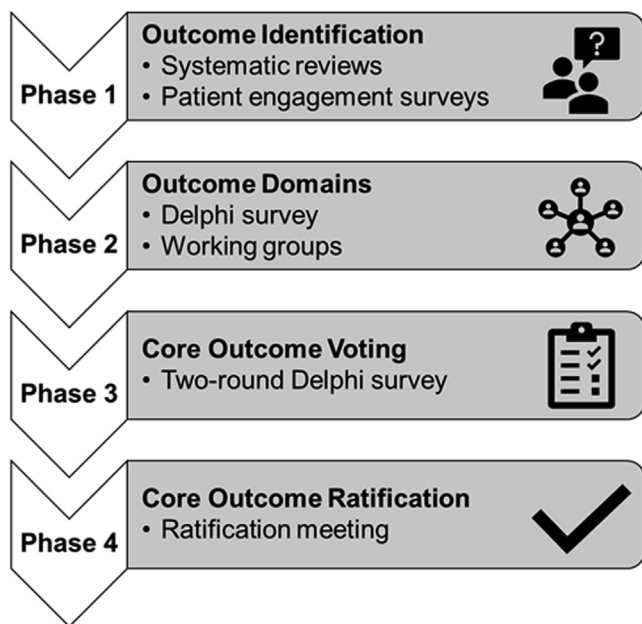 Phase 1
Outcome Identification
• Systematic reviews
• Patient engagement surveys
?
Phase 2
Outcome Domains
• Delphi survey
• Working groups
Phase 3
Core Outcome Voting
• Two-round Delphi survey
Phase 4
Core Outcome Ratification
• Ratification meeting